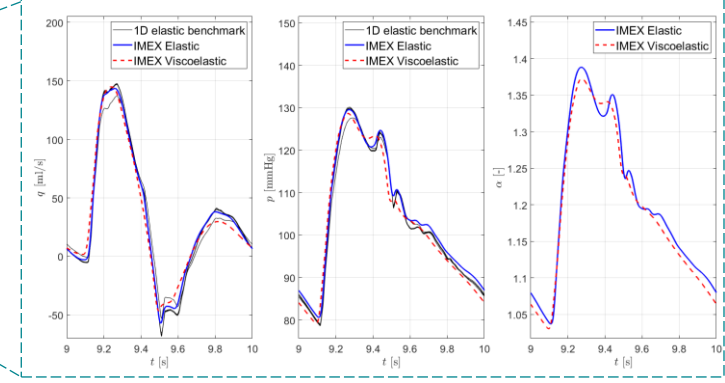 1D elastic benchmark
IMEX Elastic
IMEX Viscoelastic
200
150
100
50
0
-50
q [ml/s]
9
9.2
9.4
9.6
9.8
10
t [s]
1D elastic benchmark
IMEX Elastic
IMEX Viscoelastic
150
140
130
120
110
100
90
80
p [mmHg]
9
9.2
9.4
9.6
9.8
10
t [s]
IMEX Elastic
IMEX Viscoelastic
1.45
1.4
1.35
1.3
1.25
1.2
1.15
1.1
1.05
α [-]
9
9.2
9.4
9.6
9.8
10
t [s]